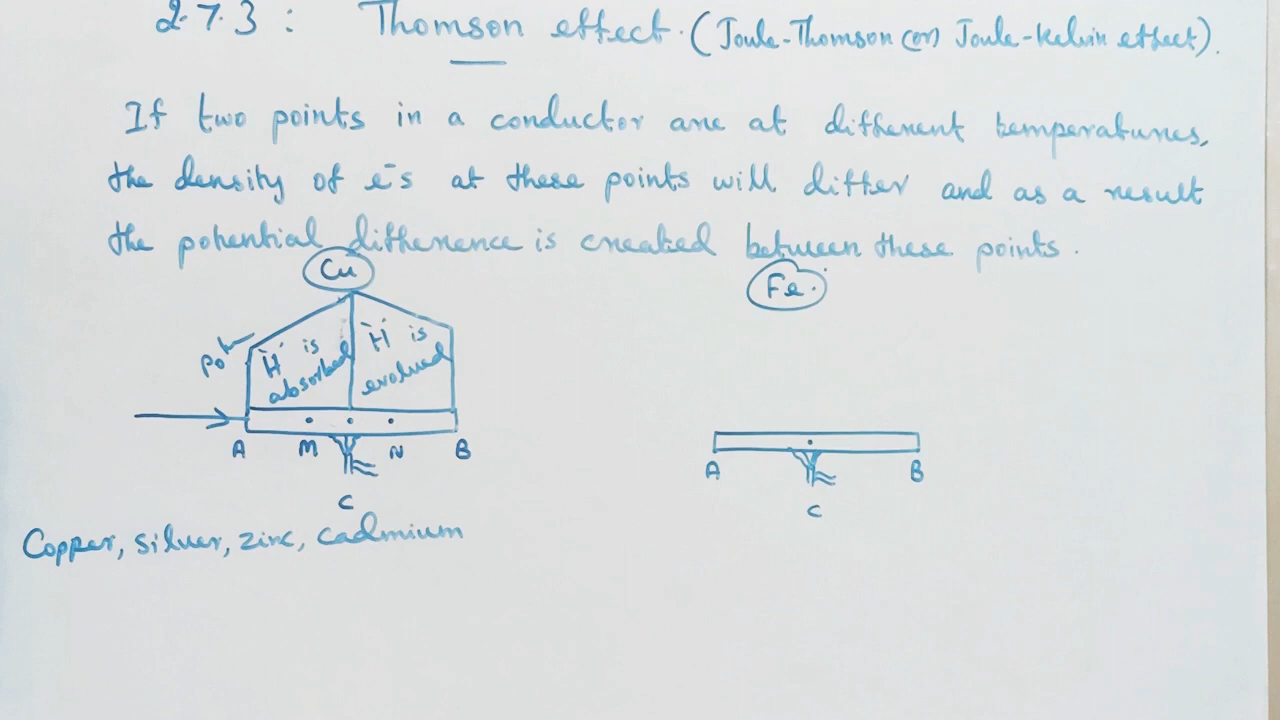 2.7.3 : Thomson effect. (Joule-Thomson (or) Joule-kelvin effect).
If two points in a conductor are at different temperatures,
the density of e⁻s at these points will differ and as a result
the potential difference is created between these points.
Cu
Fe.
potⁿ
'H' is absorbed
'H' is evolved
A M N B
C
A B
C
Copper, silver, zinc, cadmium